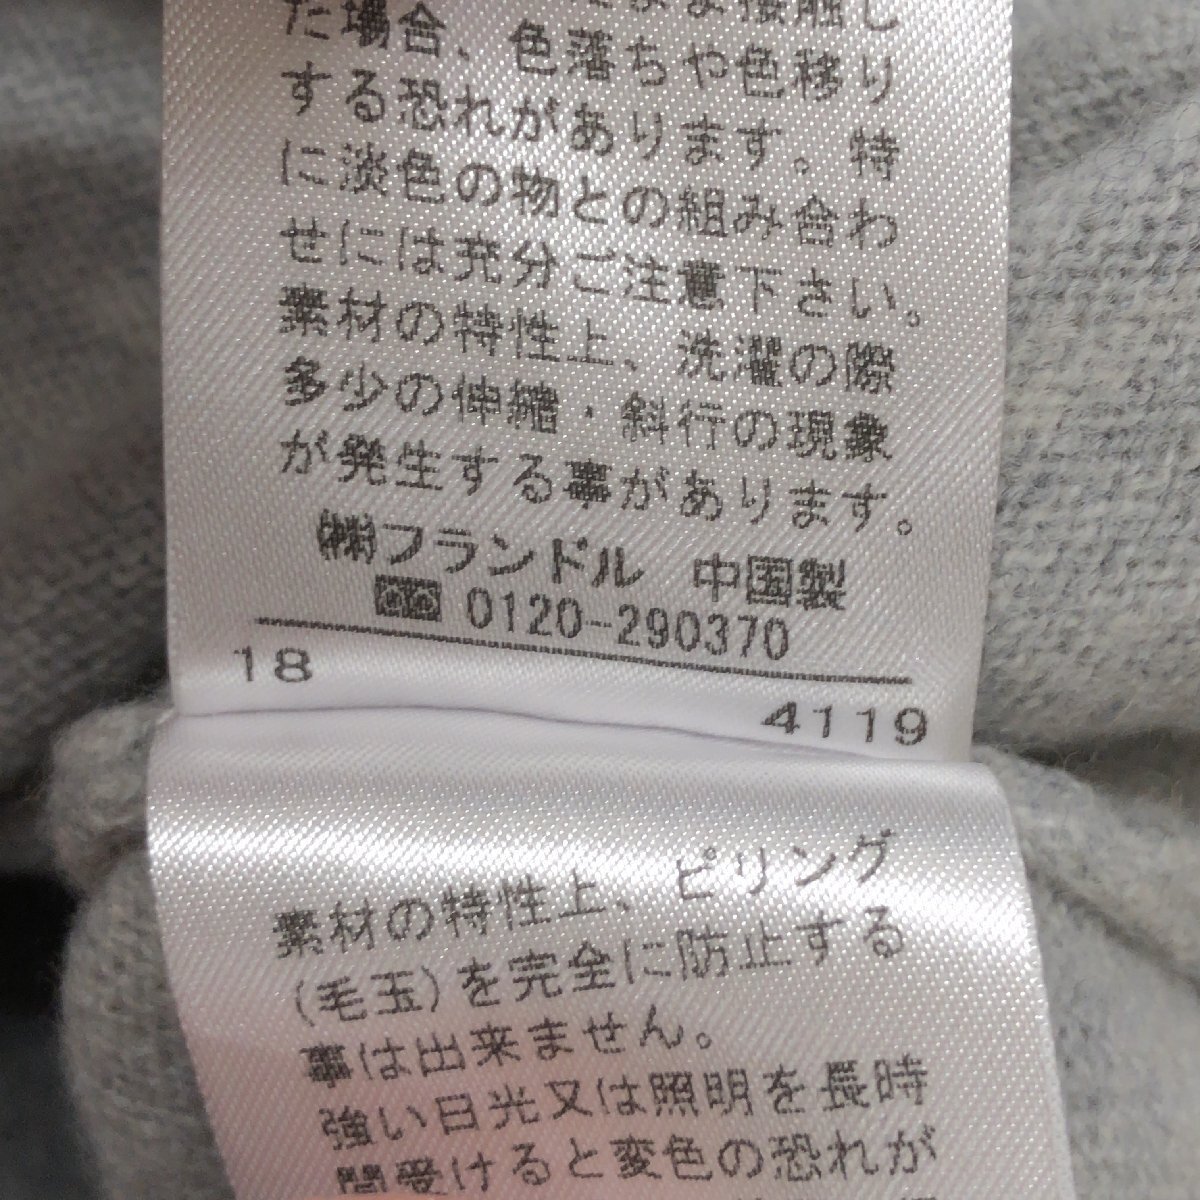 た場合、色落ちや色移り
する恐れがあります。特
に淡色の物との組み合わ
せには充分ご注意下さい。
素材の特性上、洗濯の際
多少の伸縮・斜行の現象
が発生する事があります。
㈱フランドル 中国製
0120-290370
18
4119
素材の特性上、ピリング
(毛玉)を完全に防止する
事は出来ません。
強い日光又は照明を長時
間受けると変色の恐れが